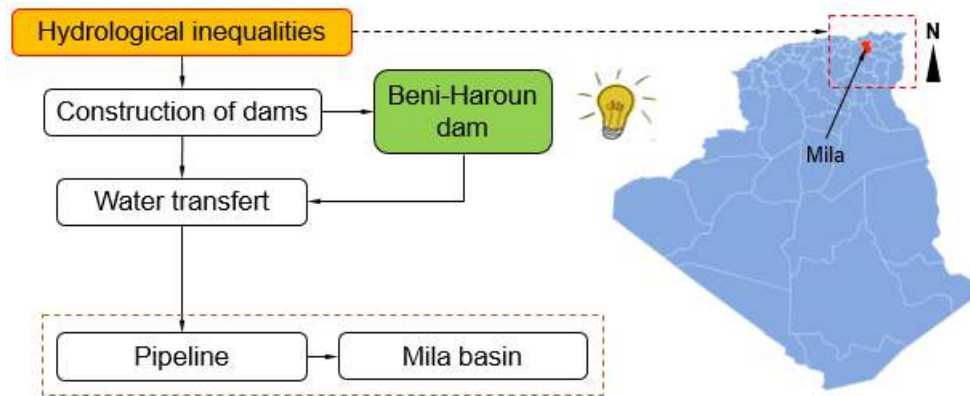 Hydrological inequalities
N
Construction of dams
Beni-Haroun
dam
Mila
Water transfert
Pipeline
Mila basin